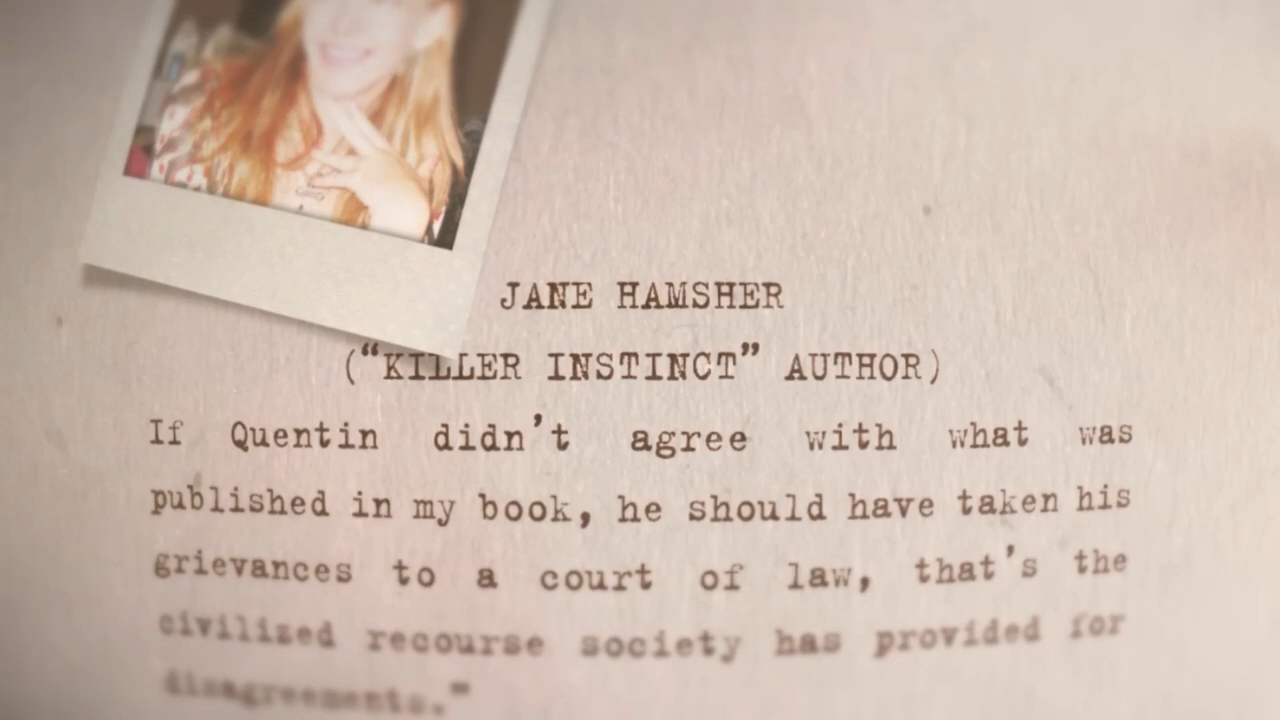 JANE HAMSHER
(“KILLER INSTINCT” AUTHOR)
If Quentin didn’t agree with what was
published in my book, he should have taken his
grievances to a court of law, that’s the
civilized recourse society has provided for
disagreements."